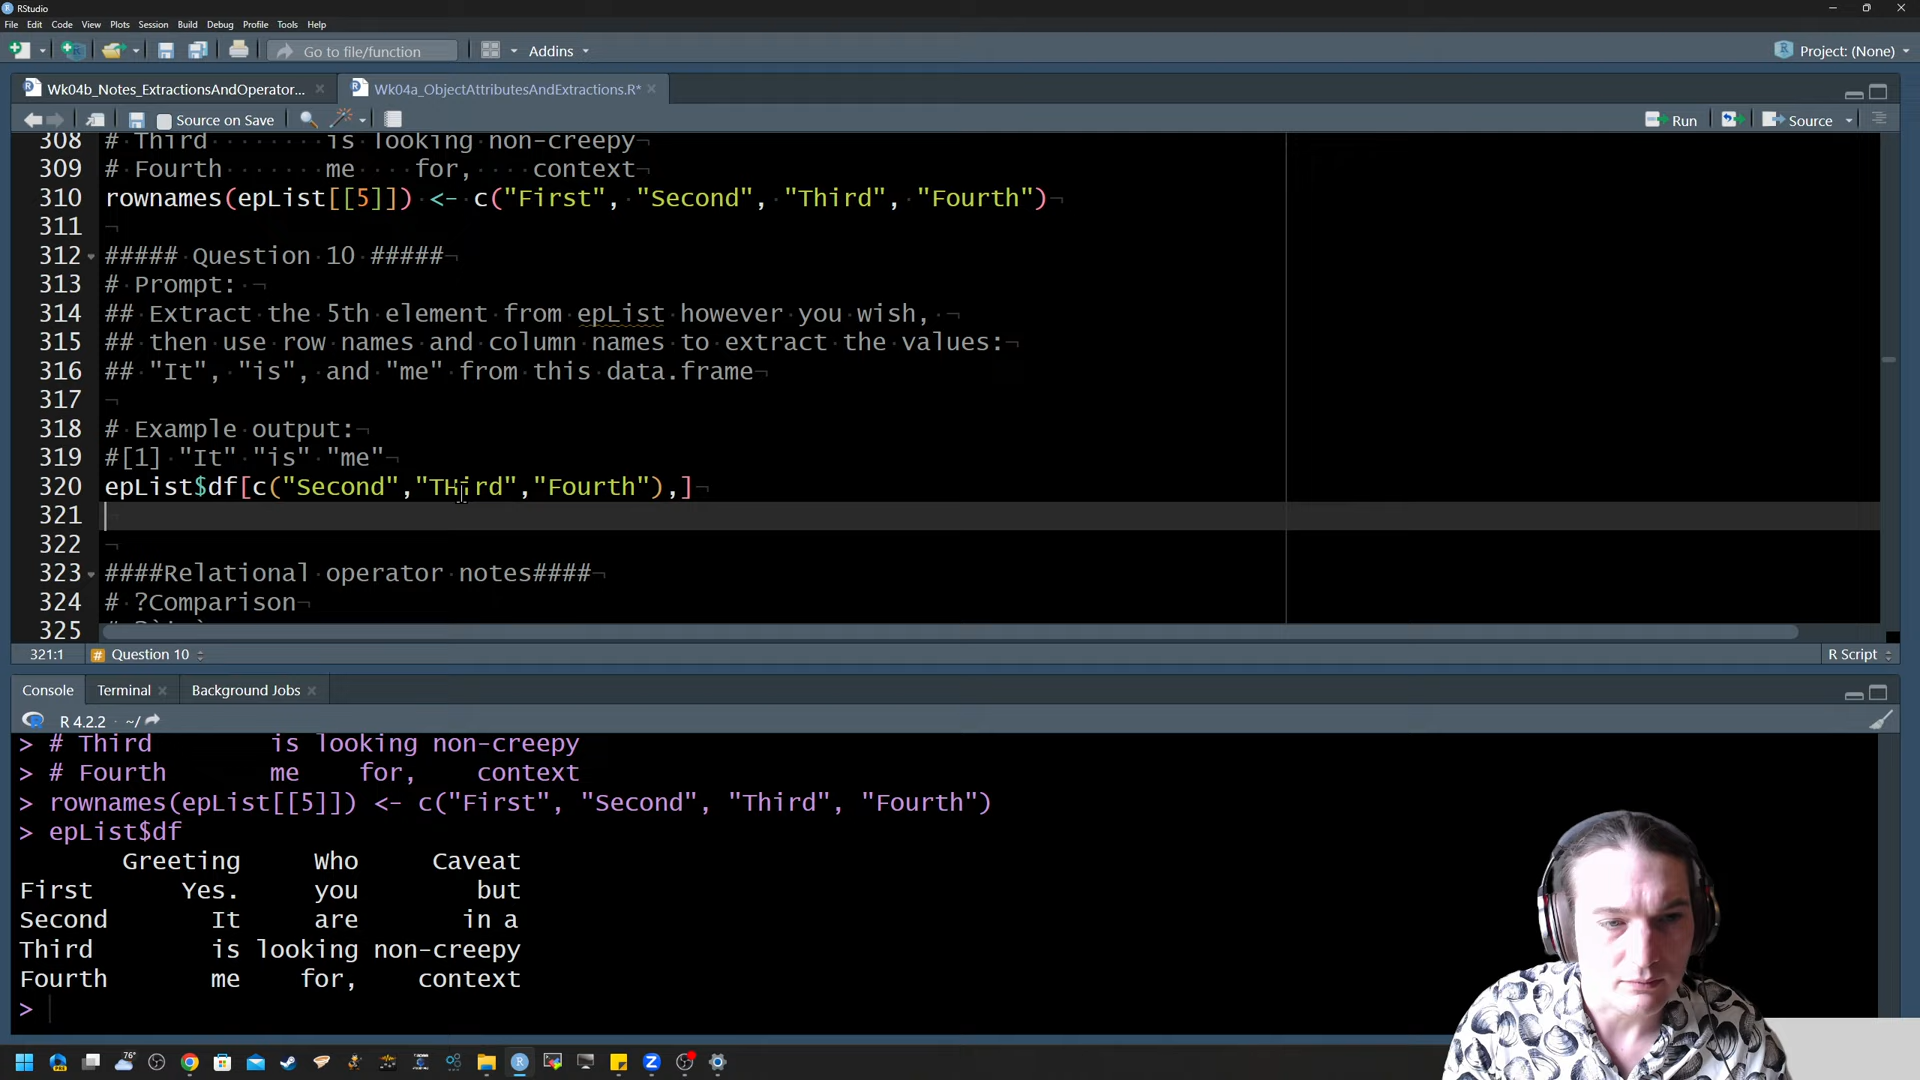 RStudio
File Edit Code View Plots Session Build Debug Profile Tools Help
Go to file/function Addins Project: (None)
Wk04b_Notes_ExtractionsAndOperator... Wk04a_ObjectAttributesAndExtractions.R*
Source on Save Run Source
308 # Third is looking non-creepy
309 # Fourth me for, context
310 rownames(epList[[5]]) <- c("First", "Second", "Third", "Fourth")
311
312 ##### Question 10 #####
313 # Prompt:
314 ## Extract the 5th element from epList however you wish,
315 ## then use row names and column names to extract the values:
316 ## "It", "is", and "me" from this data.frame
317
318 # Example output:
319 #[1] "It" "is" "me"
320 epList$df[c("Second","THird","Fourth"),]
321
322
323 ####Relational operator notes####
324 # ?Comparison
325
321:1 # Question 10 R Script
Console Terminal Background Jobs
R 4.2.2 · ~/
> # Third is looking non-creepy
> # Fourth me for, context
> rownames(epList[[5]]) <- c("First", "Second", "Third", "Fourth")
> epList$df
Greeting Who Caveat
First Yes. you but
Second It are in a
Third is looking non-creepy
Fourth me for, context
>
76°